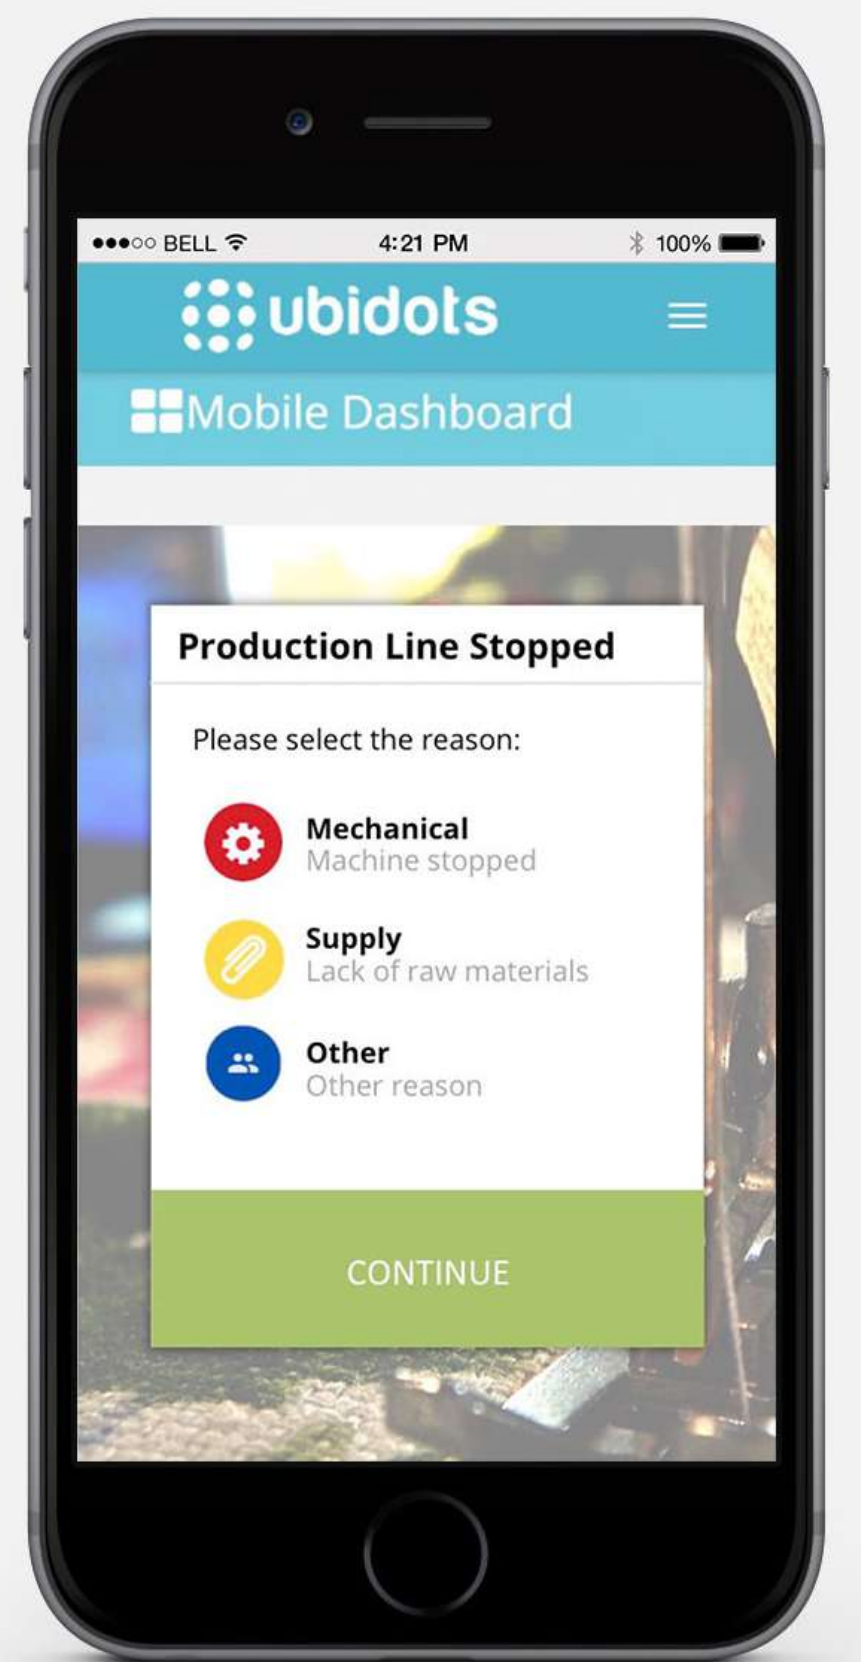 BELL 4:21 PM 100%
ubidots
Mobile Dashboard
Production Line Stopped
Please select the reason:
Mechanical
Machine stopped
Supply
Lack of raw materials
Other
Other reason
CONTINUE